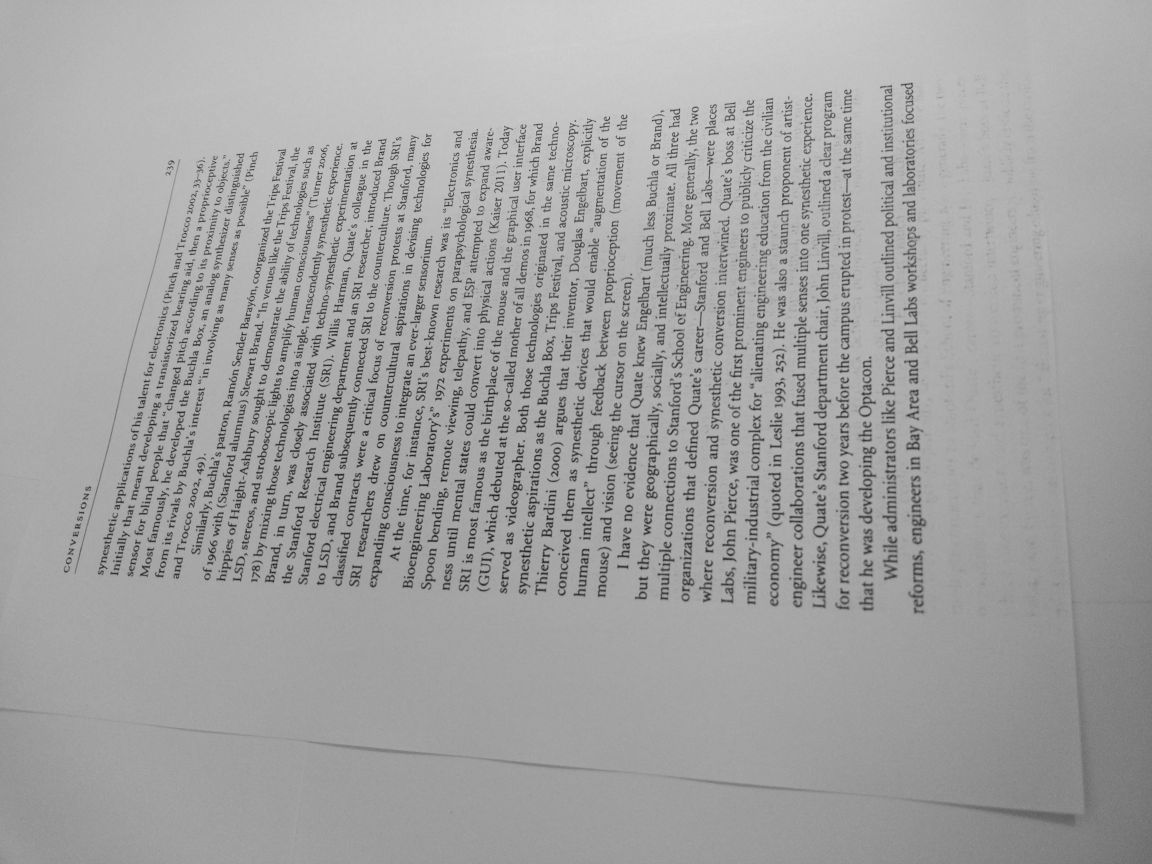 CONVERSIONS 239
synesthetic applications of his talent for electronics (Pinch and Trocco 2002, 33–36).
Initially that meant developing a transistorized hearing aid, then a proprioceptive
sensor for blind people that “changed pitch according to its proximity to objects.”
Most famously, he developed the Buchla Box, an analog synthesizer distinguished
from its rivals by Buchla’s interest “in involving as many senses as possible” (Pinch
and Trocco 2002, 49).
Similarly, Buchla’s patron, Ramón Sender Barayón, coorganized the Trips Festival
of 1966 with (Stanford alumnus) Stewart Brand. “In venues like the Trips Festival, the
hippies of Haight-Ashbury sought to demonstrate the ability of technologies such as
LSD, stereos, and stroboscopic lights to amplify human consciousness” (Turner 2006,
178) by mixing those technologies into a single, transcendently synesthetic experience.
Brand, in turn, was closely associated with techno-synesthetic experimentation at
the Stanford Research Institute (SRI). Willis Harman, Quate’s colleague in the
Stanford electrical engineering department and an SRI researcher, introduced Brand
to LSD, and Brand subsequently connected SRI to the counterculture. Though SRI’s
classified contracts were a critical focus of reconversion protests at Stanford, many
SRI researchers drew on countercultural aspirations in devising technologies for
expanding consciousness to integrate an ever-larger sensorium.
At the time, for instance, SRI’s best-known research was its “Electronics and
Bioengineering Laboratory’s” 1972 experiments on parapsychological synesthesia.
Spoon bending, remote viewing, telepathy, and ESP attempted to expand aware-
ness until mental states could convert into physical actions (Kaiser 2011). Today
SRI is most famous as the birthplace of the mouse and the graphical user interface
(GUI), which debuted at the so-called mother of all demos in 1968, for which Brand
served as videographer. Both those technologies originated in the same techno-
synesthetic aspirations as the Buchla Box, Trips Festival, and acoustic microscopy.
Thierry Bardini (2000) argues that their inventor, Douglas Engelbart, explicitly
conceived them as synesthetic devices that would enable “augmentation of the
human intellect” through feedback between proprioception (movement of the
mouse) and vision (seeing the cursor on the screen).
I have no evidence that Quate knew Engelbart (much less Buchla or Brand),
but they were geographically, socially, and intellectually proximate. All three had
multiple connections to Stanford’s School of Engineering. More generally, the two
organizations that defined Quate’s career—Stanford and Bell Labs—were places
where reconversion and synesthetic conversion intertwined. Quate’s boss at Bell
Labs, John Pierce, was one of the first prominent engineers to publicly criticize the
military-industrial complex for “alienating engineering education from the civilian
economy” (quoted in Leslie 1993, 252). He was also a staunch proponent of artist-
engineer collaborations that fused multiple senses into one synesthetic experience.
Likewise, Quate’s Stanford department chair, John Linvill, outlined a clear program
for reconversion two years before the campus erupted in protest—at the same time
that he was developing the Optacon.
While administrators like Pierce and Linvill outlined political and institutional
reforms, engineers in Bay Area and Bell Labs workshops and laboratories focused